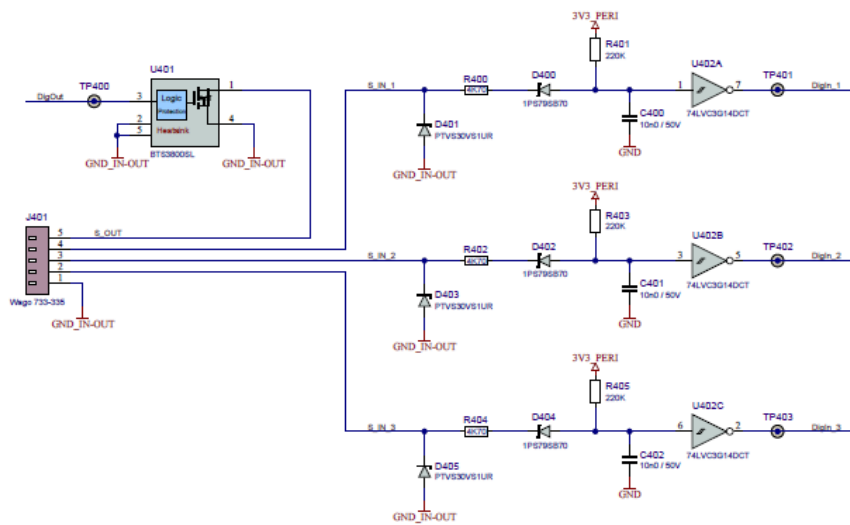 3V3_PERI
U401
R401
220K
TP400
DigOut
3
1
Logic
Protection
2
5
Heatsink
4
BTS3800SL
GND_IN-OUT
GND_IN-OUT
S_IN_1
R400
4K70
D400
1PS79SB70
U402A
1
7
74LVC3G14DCT
TP401
DigIn_1
D401
PTVS30VS1UR
GND_IN-OUT
C400
10n0 / 50V
GND
3V3_PERI
R403
220K
J401
5
4
3
2
1
S_OUT
Wago 733-335
GND_IN-OUT
S_IN_2
R402
4K70
D402
1PS79SB70
U402B
3
5
74LVC3G14DCT
TP402
DigIn_2
D403
PTVS30VS1UR
GND_IN-OUT
C401
10n0 / 50V
GND
3V3_PERI
R405
220K
S_IN_3
R404
4K70
D404
1PS79SB70
U402C
6
2
74LVC3G14DCT
TP403
DigIn_3
D405
PTVS30VS1UR
GND_IN-OUT
C402
10n0 / 50V
GND